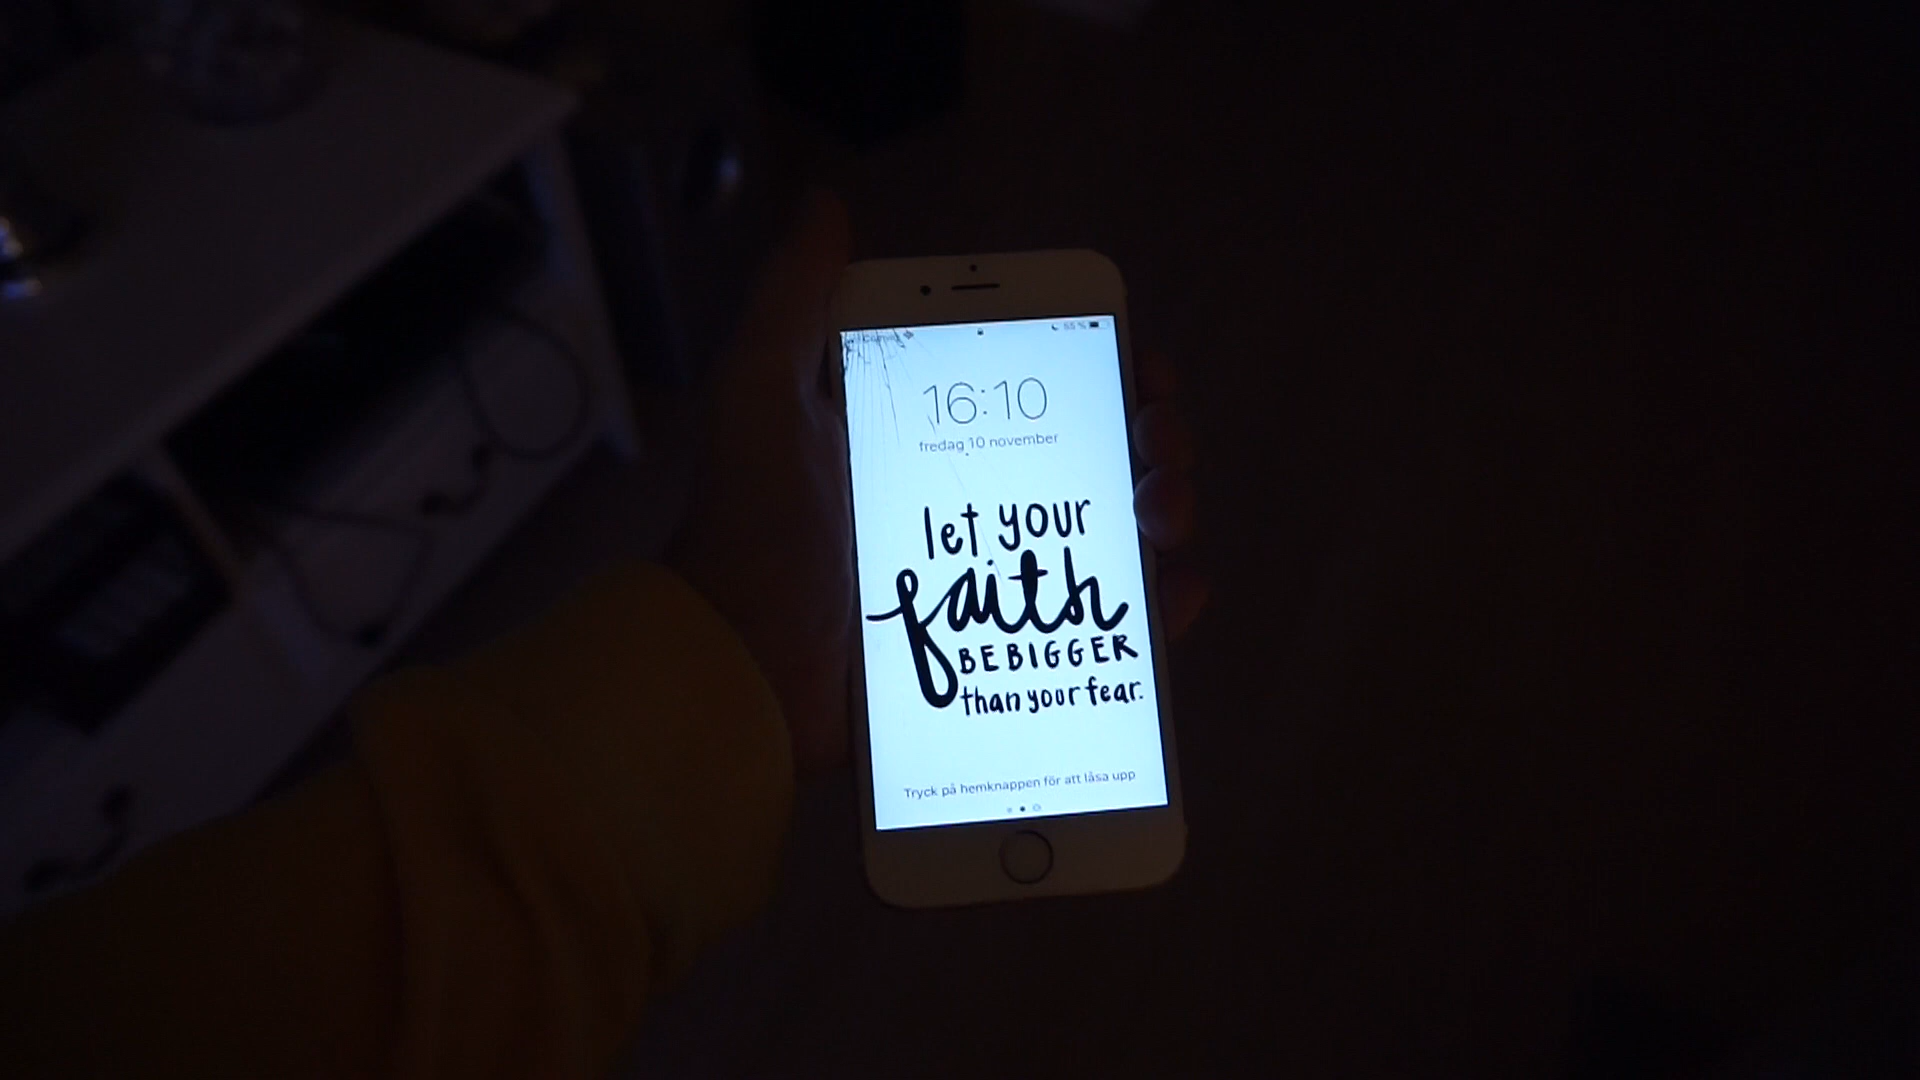 55 %
16:10
fredag 10 november
let your
faith
BE BIGGER
than your fear.
Tryck på hemknappen för att låsa upp